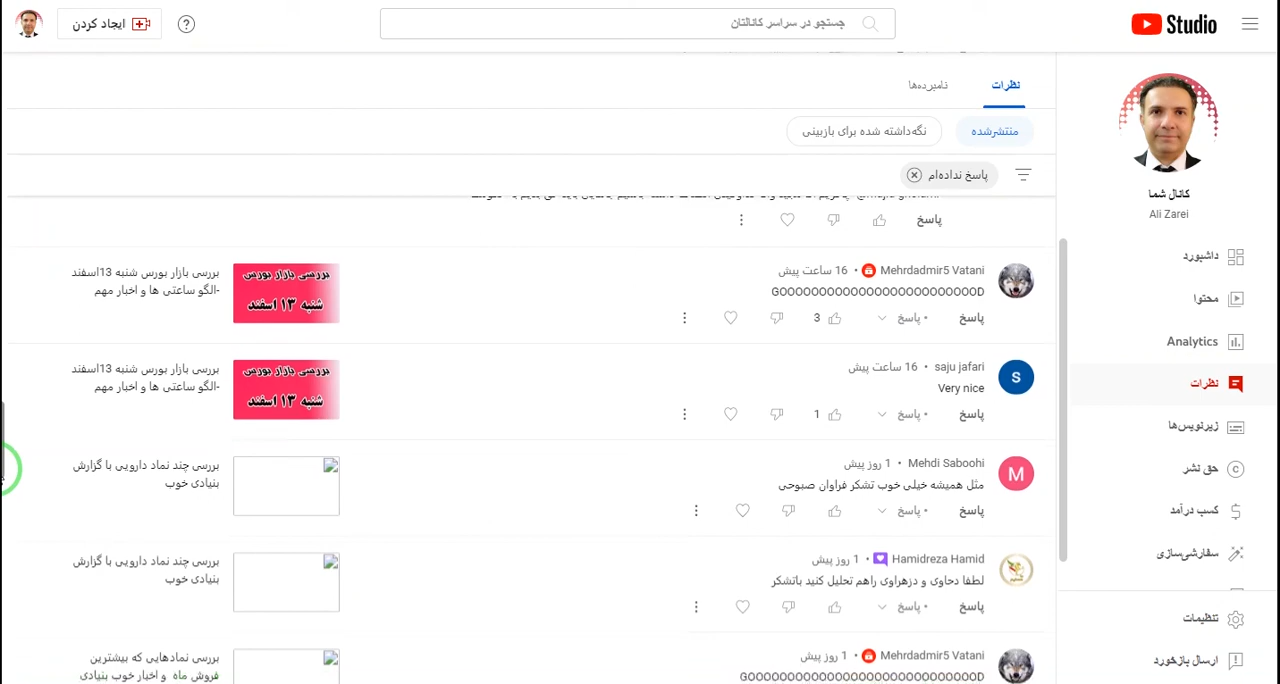 ایجاد کردن
جستجو در سراسر کانالتان
Studio
نظرات
نامبرده‌ها
منتشرشده
نگه‌داشته شده برای بازبینی
پاسخ نداده‌ام
پاسخ
Mehrdadmir5 Vatani • 16 ساعت پیش
GOOOOOOOOOOOOOOOOOOOOOOOOD
پاسخ
• پاسخ
3
بررسی بازار بورس شنبه 13اسفند
-الگو ساعتی ها و اخبار مهم
بررسی بازار بورس
شنبه ۱۳ اسفند
saju jafari • 16 ساعت پیش
Very nice
پاسخ
• پاسخ
1
بررسی بازار بورس شنبه 13اسفند
-الگو ساعتی ها و اخبار مهم
بررسی بازار بورس
شنبه ۱۳ اسفند
S
Mehdi Saboohi • 1 روز پیش
مثل همیشه خیلی خوب تشکر فراوان صبوحی
پاسخ
• پاسخ
بررسی چند نماد دارویی با گزارش
بنیادی خوب
M
Hamidreza Hamid • 1 روز پیش
لطفا دحاوی و دزهراوی راهم تحلیل کنید باتشکر
پاسخ
• پاسخ
بررسی چند نماد دارویی با گزارش
بنیادی خوب
Mehrdadmir5 Vatani • 1 روز پیش
GOOOOOOOOOOOOOOOOOOOOOOOOOOOOD
بررسی نمادهایی که بیشترین
فروش ماه و اخبار خوب بنیادی
کانال شما
Ali Zarei
داشبورد
محتوا
Analytics
نظرات
زیرنویس‌ها
حق نشر
کسب درآمد
سفارشی‌سازی
تنظیمات
ارسال بازخورد